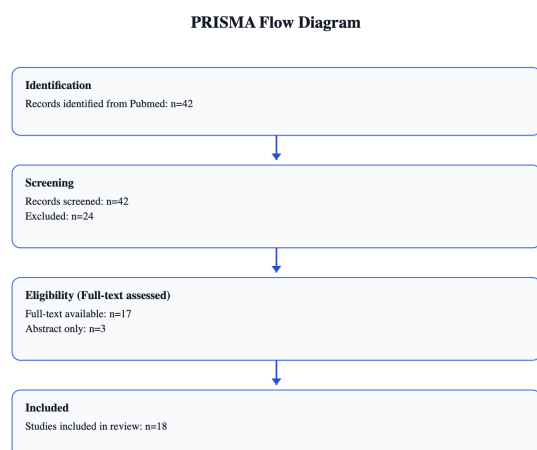 PRISMA Flow Diagram
Identification
Records identified from Pubmed: n=42
Screening
Records screened: n=42
Excluded: n=24
Eligibility (Full-text assessed)
Full-text available: n=17
Abstract only: n=3
Included
Studies included in review: n=18